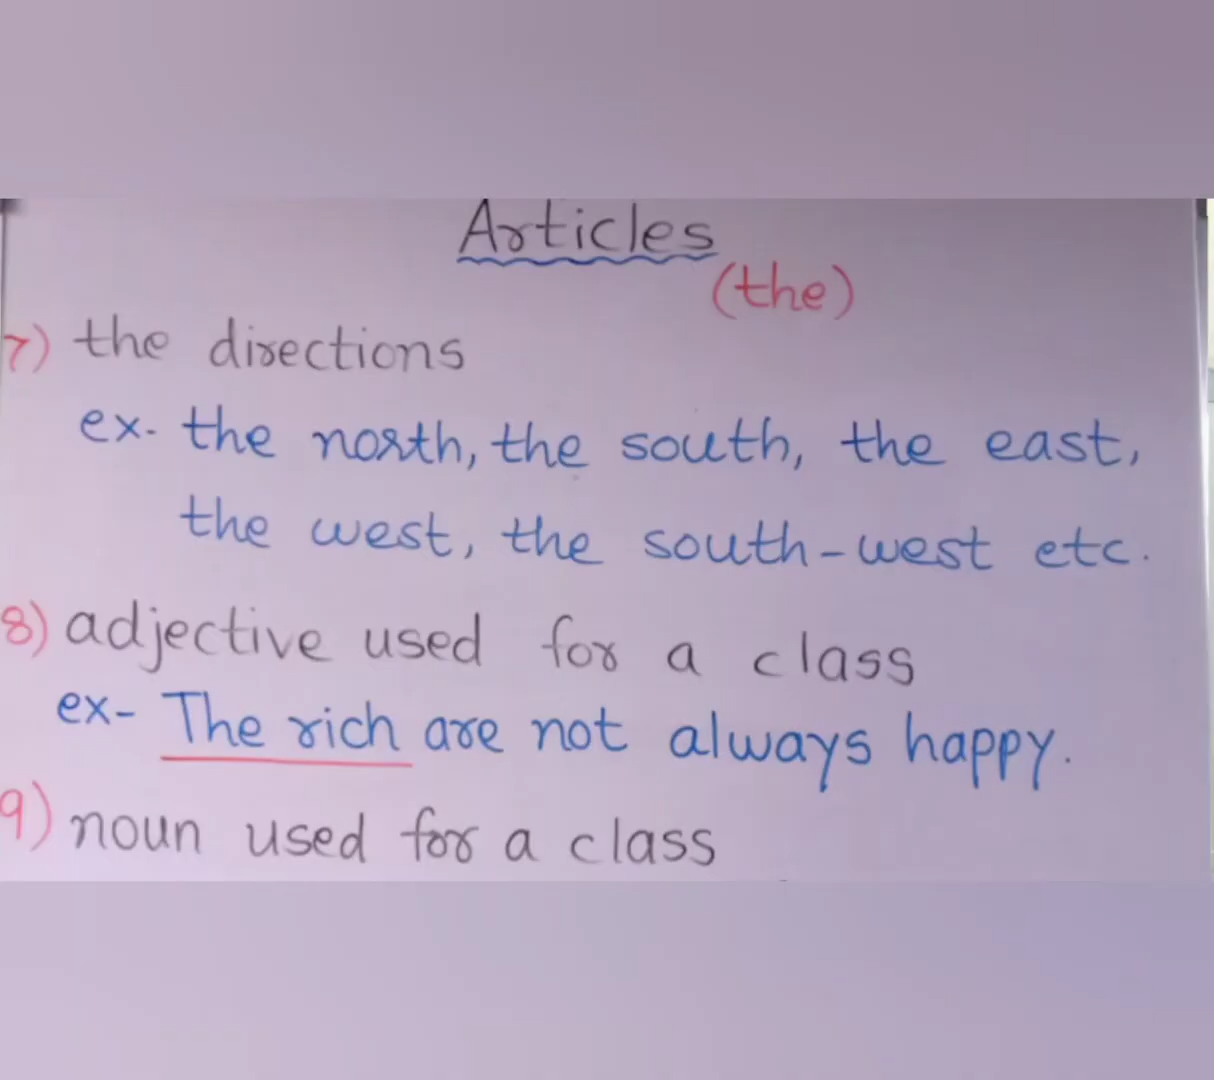 Articles
(the)
7) the directions
ex- the north, the south, the east,
the west, the south-west etc.
8) adjective used for a class
ex- The rich are not always happy.
9) noun used for a class